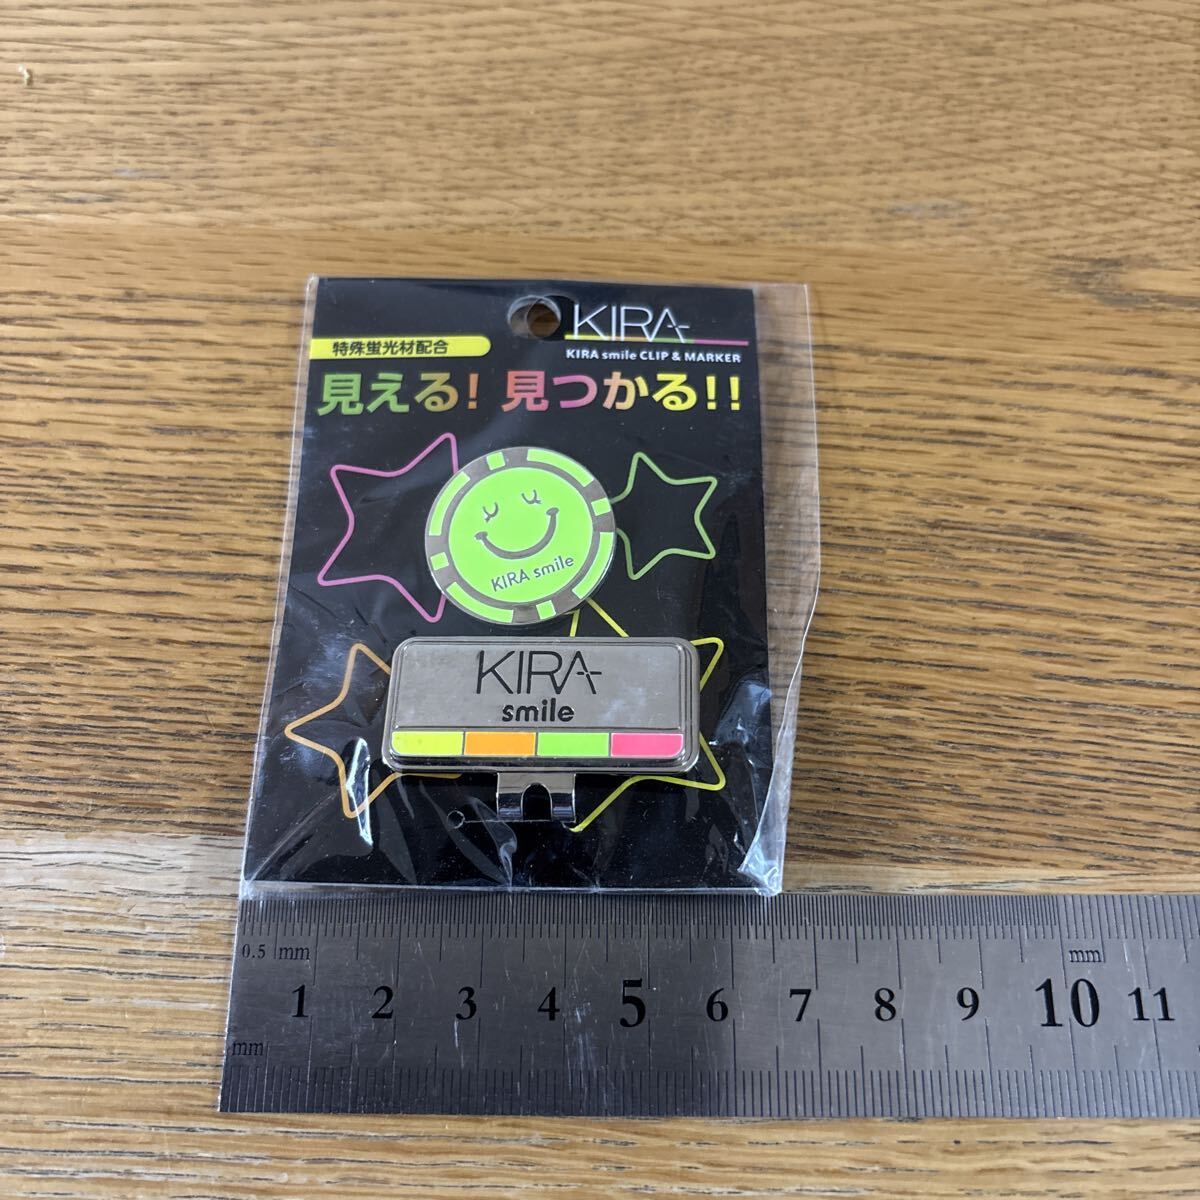 KIRA
KIRA smile CLIP & MARKER
特殊蛍光材配合
見える！見つかる！！
KIRA smile
KIRA
smile
0.5 mm
mm
1 2 3 4 5 6 7 8 9 10 11
mm